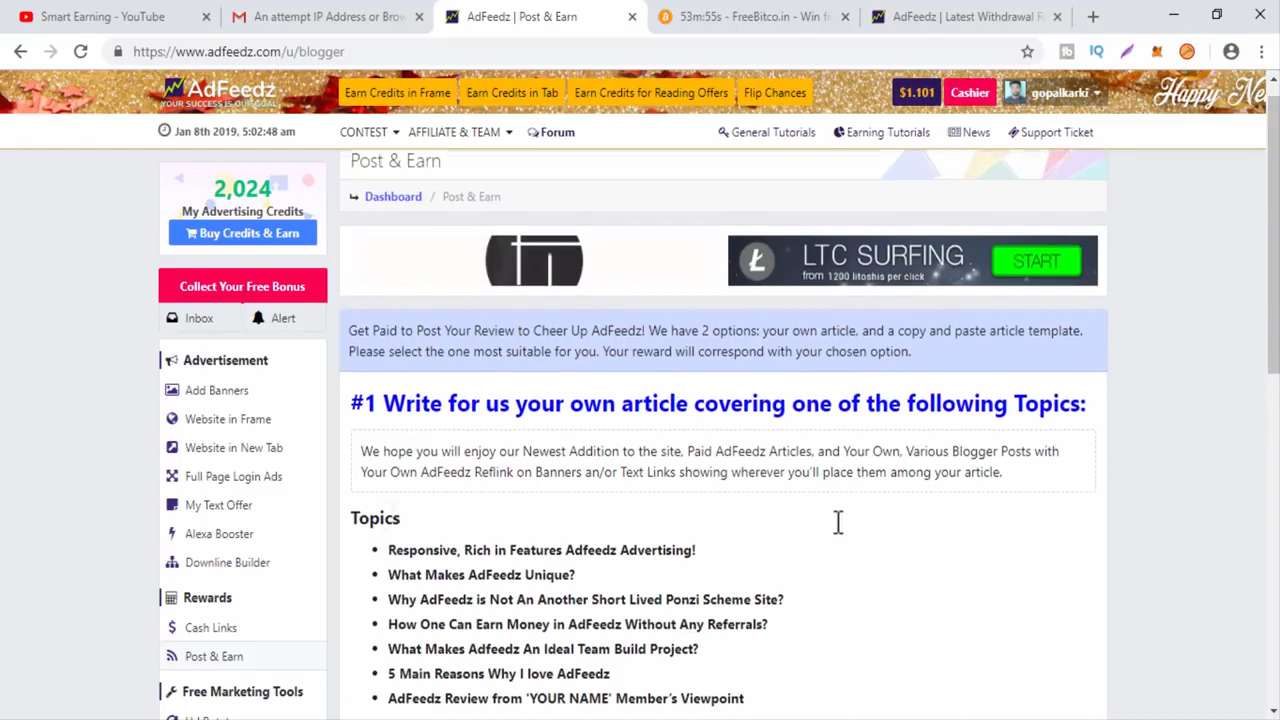 Smart Earning - YouTube
An attempt IP Address or Brow
AdFeedz | Post & Earn
53m:55s - FreeBitco.in - Win f
AdFeedz | Latest Withdrawal R
https://www.adfeedz.com/u/blogger
AdFeedz
YOUR SUCCESS IS OUR GOAL
Earn Credits in Frame
Earn Credits in Tab
Earn Credits for Reading Offers
Flip Chances
$1.101
Cashier
gopalkarki
Happy Ne
Jan 8th 2019, 5:02:48 am
CONTEST
AFFILIATE & TEAM
Forum
General Tutorials
Earning Tutorials
News
Support Ticket
2,024
My Advertising Credits
Buy Credits & Earn
Collect Your Free Bonus
Inbox
Alert
Advertisement
Add Banners
Website in Frame
Website in New Tab
Full Page Login Ads
My Text Offer
Alexa Booster
Downline Builder
Rewards
Cash Links
Post & Earn
Free Marketing Tools
Post & Earn
Dashboard / Post & Earn
LTC SURFING
from 1200 litoshis per click
START
Get Paid to Post Your Review to Cheer Up AdFeedz! We have 2 options: your own article, and a copy and paste article template.
Please select the one most suitable for you. Your reward will correspond with your chosen option.
#1 Write for us your own article covering one of the following Topics:
We hope you will enjoy our Newest Addition to the site, Paid AdFeedz Articles, and Your Own, Various Blogger Posts with
Your Own AdFeedz Reflink on Banners an/or Text Links showing wherever you'll place them among your article.
Topics
• Responsive, Rich in Features Adfeedz Advertising!
• What Makes AdFeedz Unique?
• Why AdFeedz is Not An Another Short Lived Ponzi Scheme Site?
• How One Can Earn Money in AdFeedz Without Any Referrals?
• What Makes Adfeedz An Ideal Team Build Project?
• 5 Main Reasons Why I love AdFeedz
• AdFeedz Review from 'YOUR NAME' Member's Viewpoint